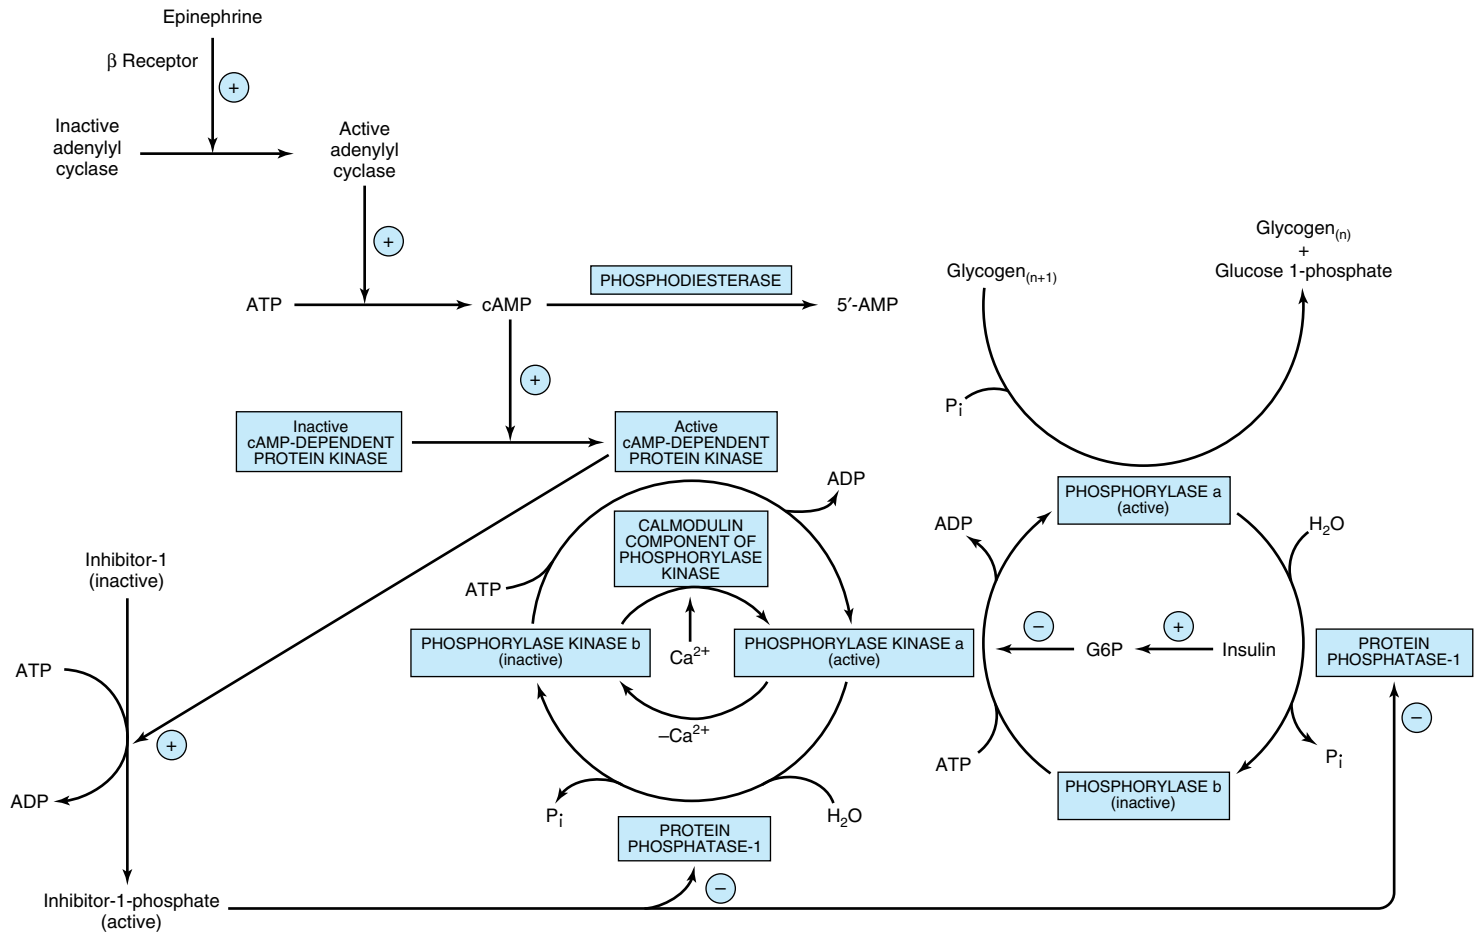 Epinephrine
β Receptor
+
Inactive
adenylyl
cyclase
Active
adenylyl
cyclase
+
ATP
cAMP
PHOSPHODIESTERASE
5′-AMP
+
Inactive
cAMP-DEPENDENT
PROTEIN KINASE
Active
cAMP-DEPENDENT
PROTEIN KINASE
Glycogen(n+1)
Glycogen(n)
+
Glucose 1-phosphate
Pi
ADP
CALMODULIN
COMPONENT OF
PHOSPHORYLASE
KINASE
ATP
PHOSPHORYLASE KINASE b
(inactive)
Ca2+
PHOSPHORYLASE KINASE a
(active)
–Ca2+
Pi
H2O
PROTEIN
PHOSPHATASE-1
–
PHOSPHORYLASE a
(active)
ADP
H2O
–
G6P
+
Insulin
PROTEIN
PHOSPHATASE-1
–
ATP
Pi
PHOSPHORYLASE b
(inactive)
Inhibitor-1
(inactive)
ATP
+
ADP
Inhibitor-1-phosphate
(active)